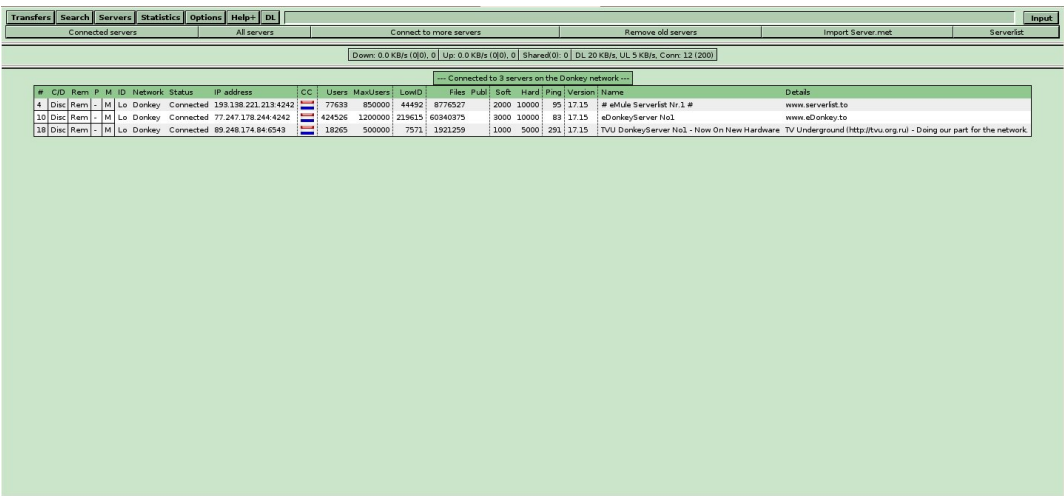 Transfers Search Servers Statistics Options Help+ DL Input
Connected servers All servers Connect to more servers Remove old servers Import Server.met Serverlist
Down: 0.0 KB/s (0|0), 0 Up: 0.0 KB/s (0|0), 0 Shared(0): 0 DL 20 KB/s, UL 5 KB/s, Conn: 12 (200)
--- Connected to 3 servers on the Donkey network ---
# C/D Rem P M ID Network Status IP address CC Users MaxUsers LowID Files Publ Soft Hard Ping Version Name Details
4 Disc Rem - M Lo Donkey Connected 193.138.221.213:4242 77633 850000 44492 8776527 2000 10000 95 17.15 # eMule Serverlist Nr.1 # www.serverlist.to
10 Disc Rem - M Lo Donkey Connected 77.247.178.244:4242 424526 1200000 219615 60340375 3000 10000 83 17.15 eDonkeyServer No1 www.eDonkey.to
18 Disc Rem - M Lo Donkey Connected 89.248.174.84:6543 18265 500000 7571 1921259 1000 5000 291 17.15 TVU DonkeyServer No1 - Now On New Hardware TV Underground (http://tvu.org.ru) - Doing our part for the network.